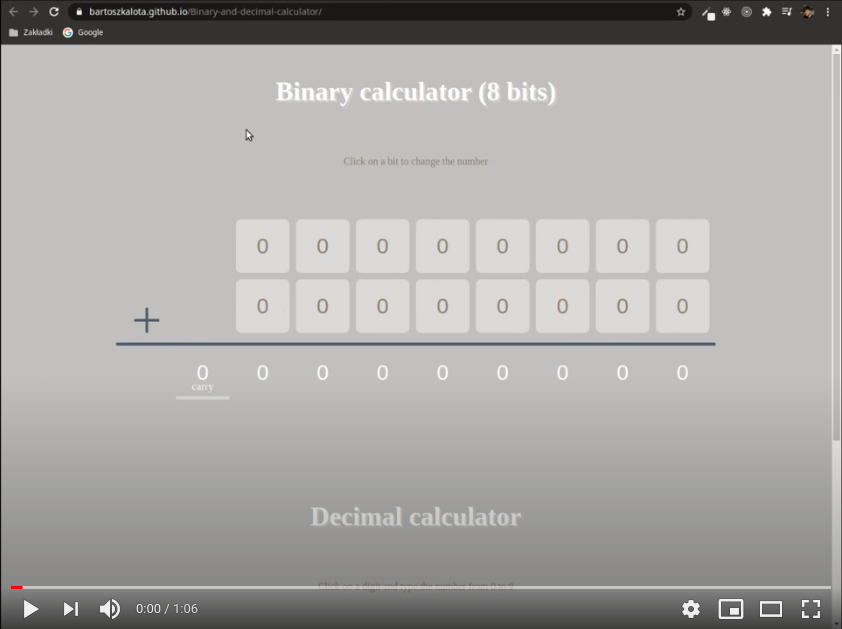 bartoszkalota.github.io/Binary-and-decimal-calculator/
Zakładki Google
Binary calculator (8 bits)
Click on a bit to change the number
0 0 0 0 0 0 0 0
0 0 0 0 0 0 0 0
+
0 0 0 0 0 0 0 0 0
carry
Decimal calculator
Click on a digit and type the number from 0 to 9
0:00 / 1:06